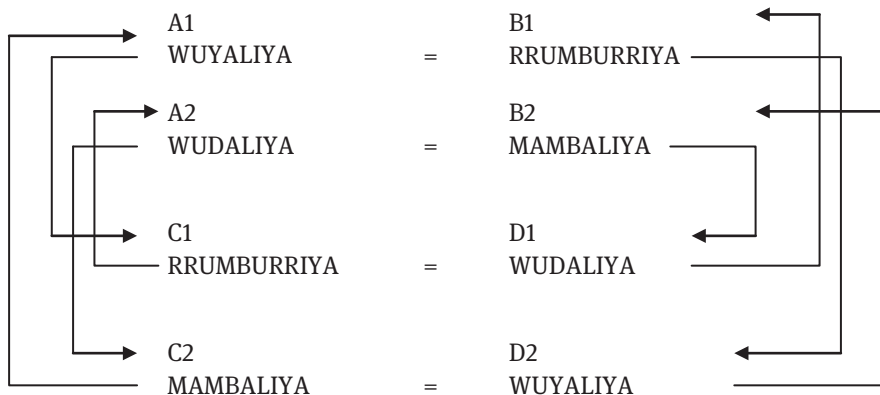 A1 B1
WUYALIYA = RRUMBURRIYA
A2 B2
WUDALIYA = MAMBALIYA
C1 D1
RRUMBURRIYA = WUDALIYA
C2 D2
MAMBALIYA = WUYALIYA